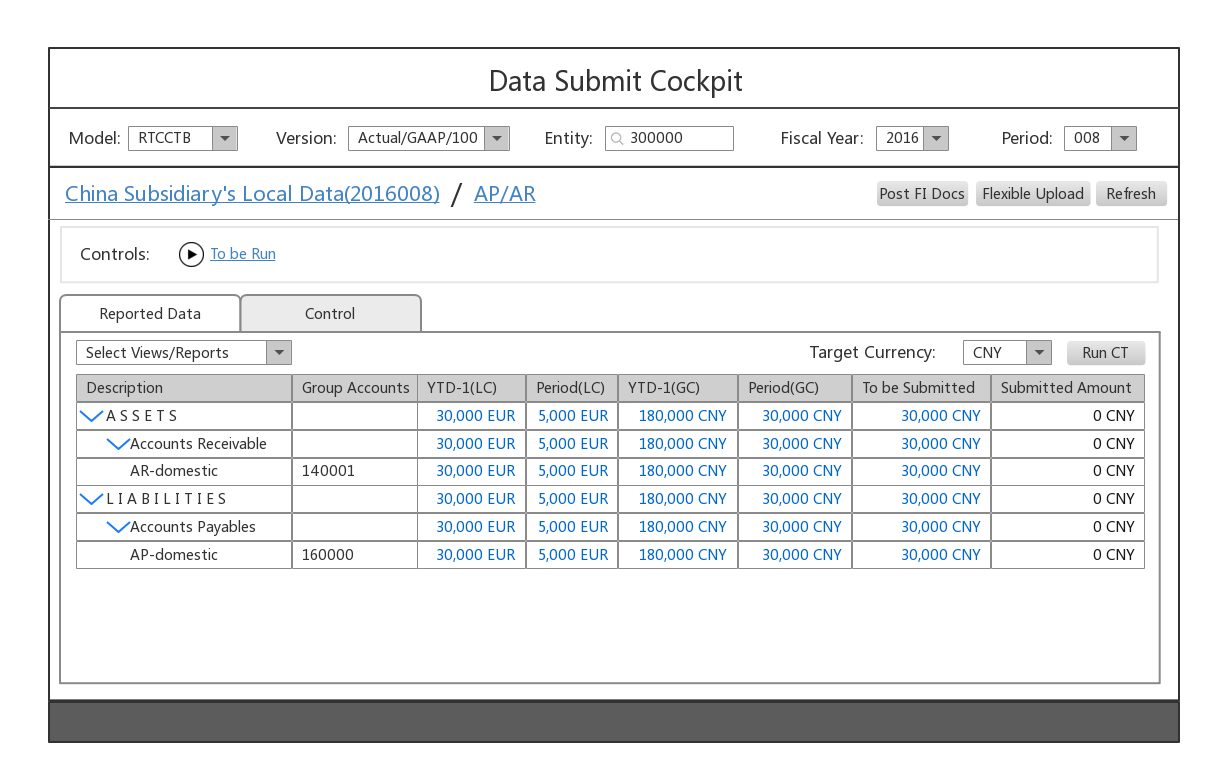 Data Submit Cockpit
Model: RTCCTB Version: Actual/GAAP/100 Entity: 300000 Fiscal Year: 2016 Period: 008
China Subsidiary's Local Data(2016008) / AP/AR Post FI Docs Flexible Upload Refresh
Controls: To be Run
Reported Data Control
Select Views/Reports Target Currency: CNY Run CT
Description Group Accounts YTD-1(LC) Period(LC) YTD-1(GC) Period(GC) To be Submitted Submitted Amount
A S S E T S 30,000 EUR 5,000 EUR 180,000 CNY 30,000 CNY 30,000 CNY 0 CNY
Accounts Receivable 30,000 EUR 5,000 EUR 180,000 CNY 30,000 CNY 30,000 CNY 0 CNY
AR-domestic 140001 30,000 EUR 5,000 EUR 180,000 CNY 30,000 CNY 30,000 CNY 0 CNY
L I A B I L I T I E S 30,000 EUR 5,000 EUR 180,000 CNY 30,000 CNY 30,000 CNY 0 CNY
Accounts Payables 30,000 EUR 5,000 EUR 180,000 CNY 30,000 CNY 30,000 CNY 0 CNY
AP-domestic 160000 30,000 EUR 5,000 EUR 180,000 CNY 30,000 CNY 30,000 CNY 0 CNY